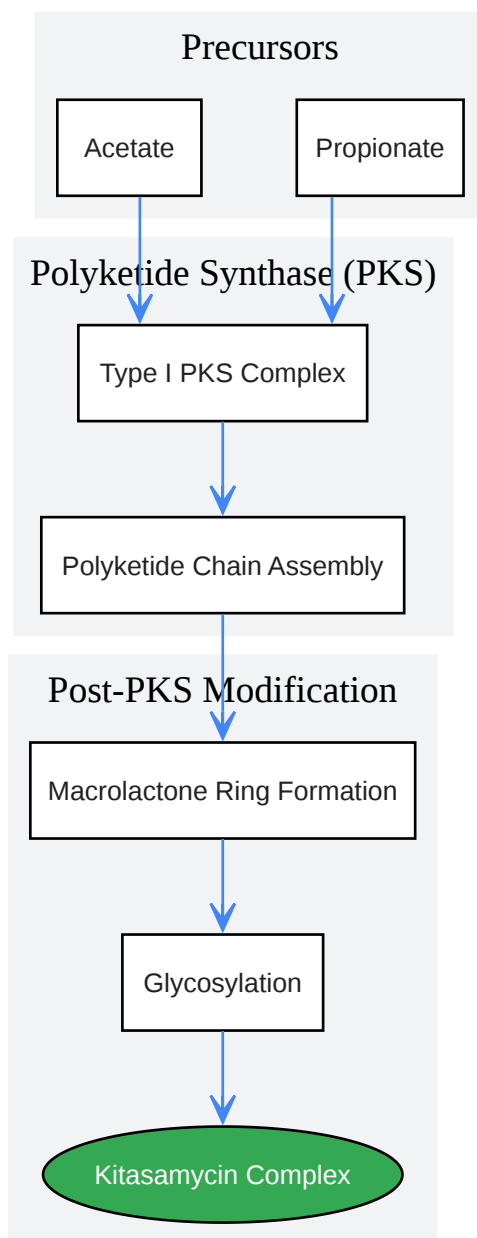 Precursors
Acetate
Propionate
Polyketide Synthase (PKS)
Type I PKS Complex
Polyketide Chain Assembly
Post-PKS Modification
Macrolactone Ring Formation
Glycosylation
Kitasamycin Complex